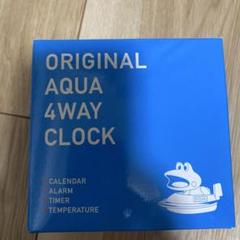 ORIGINAL
AQUA
4WAY
CLOCK
CALENDAR
ALARM
TIMER
TEMPERATURE